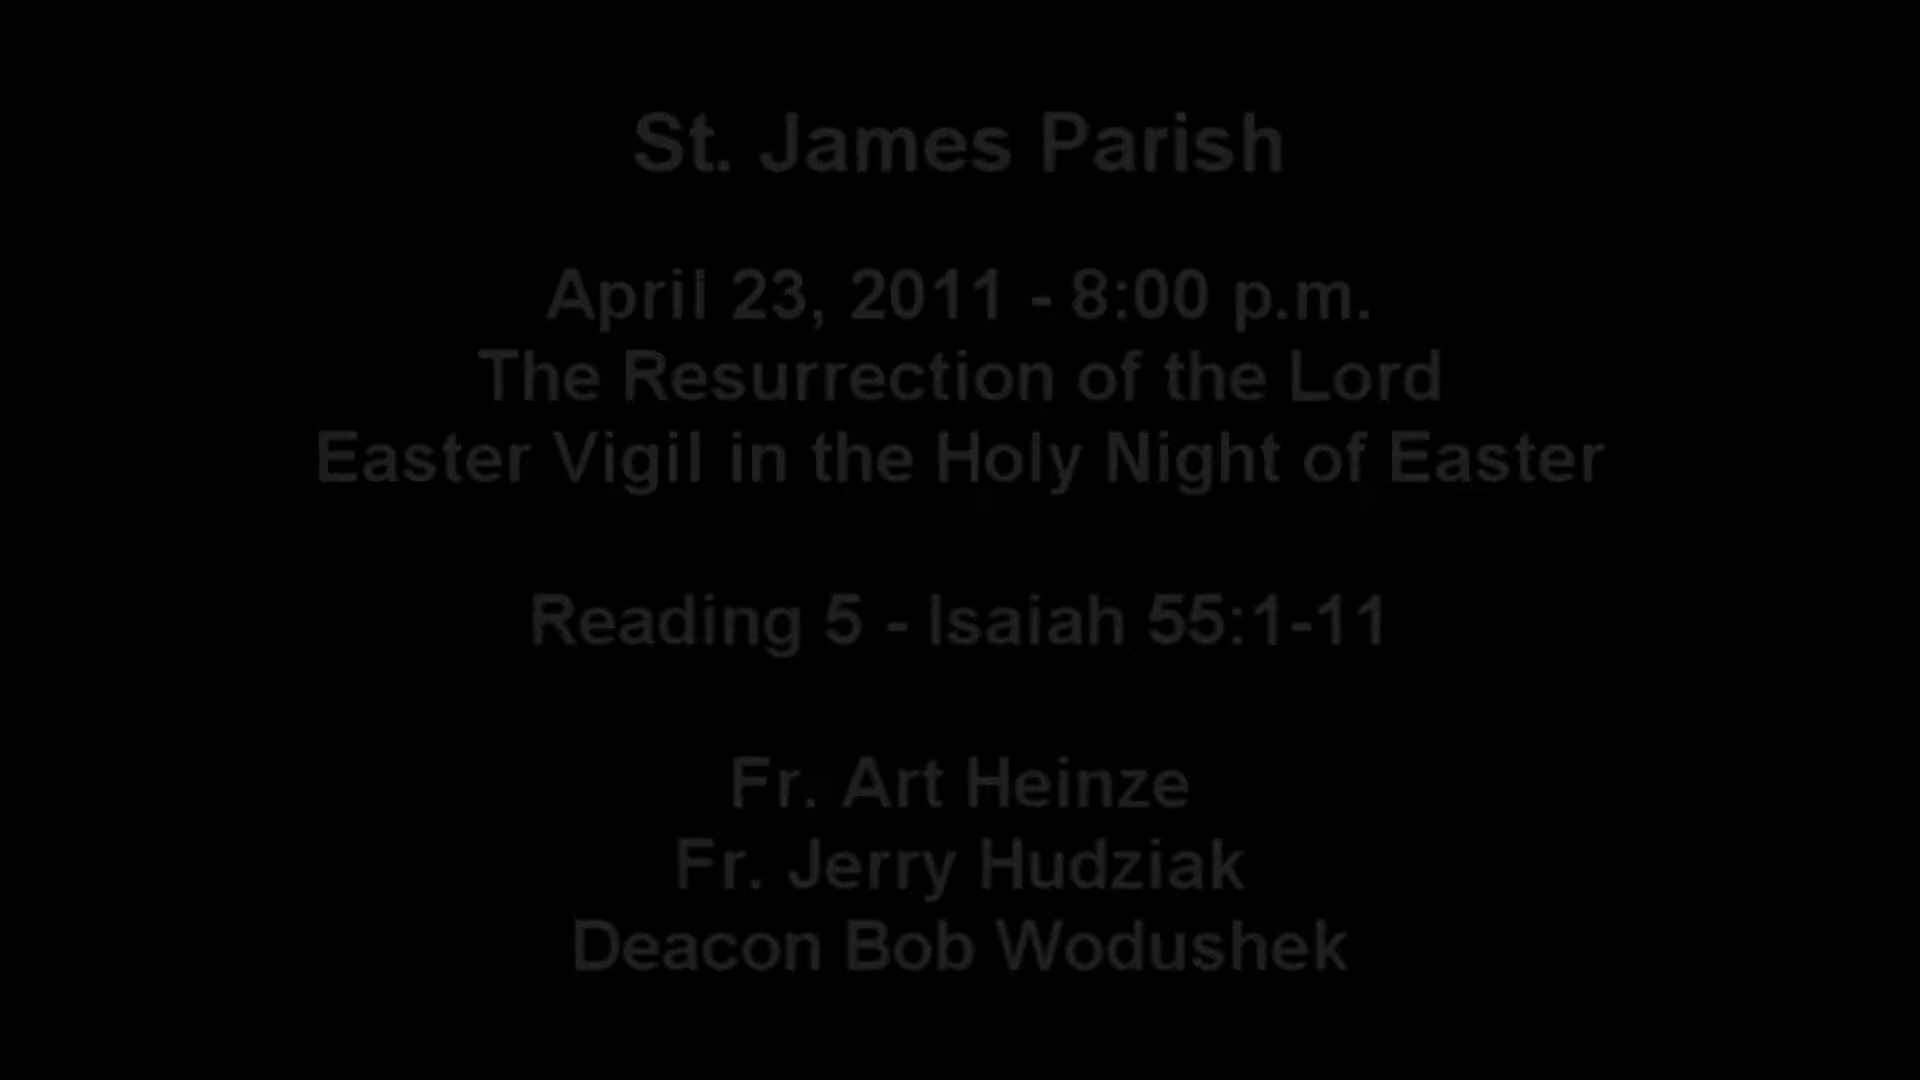 St. James Parish
April 23, 2011 - 8:00 p.m.
The Resurrection of the Lord
Easter Vigil in the Holy Night of Easter
Reading 5 - Isaiah 55:1-11
Fr. Art Heinze
Fr. Jerry Hudziak
Deacon Bob Wodushek